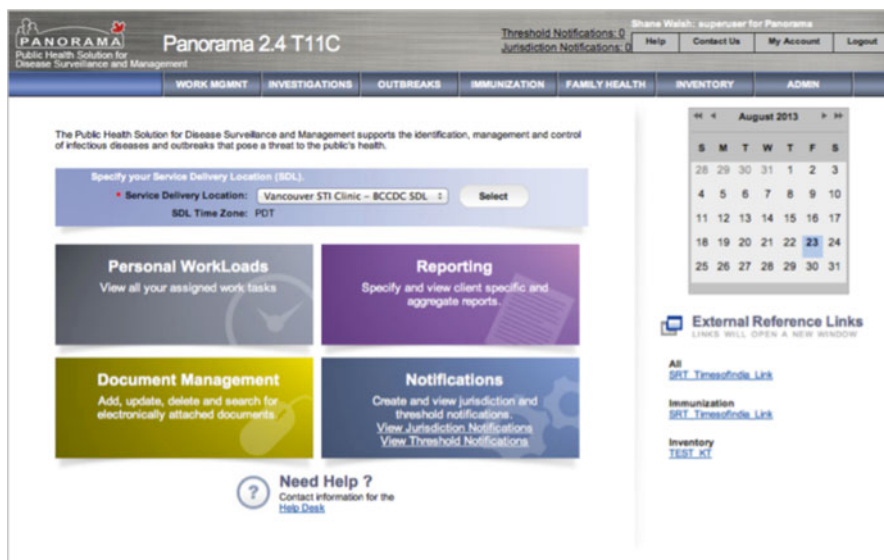 PANORAMA
Public Health Solution for
Disease Surveillance and Management
Panorama 2.4 T11C
Threshold Notifications: 0
Jurisdiction Notifications: 0
Shane Walsh: superuser for Panorama
Help Contact Us My Account Logout
WORK MGMNT INVESTIGATIONS OUTBREAKS IMMUNIZATION FAMILY HEALTH INVENTORY ADMIN
The Public Health Solution for Disease Surveillance and Management supports the identification, management and control
of infectious diseases and outbreaks that pose a threat to the public's health.
Specify your Service Delivery Location (SDL).
* Service Delivery Location: Vancouver STI Clinic – BCCDC SDL Select
SDL Time Zone: PDT
Personal WorkLoads
View all your assigned work tasks
Reporting
Specify and view client specific and
aggregate reports.
Document Management
Add, update, delete and search for
electronically attached documents.
Notifications
Create and view jurisdiction and
threshold notifications.
View Jurisdiction Notifications
View Threshold Notifications
? Need Help ?
Contact information for the
Help Desk
August 2013
S M T W T F S
28 29 30 31 1 2 3
4 5 6 7 8 9 10
11 12 13 14 15 16 17
18 19 20 21 22 23 24
25 26 27 28 29 30 31
External Reference Links
LINKS WILL OPEN A NEW WINDOW
All
SRT_TimesofIndia_Link
Immunization
SRT_TimesofIndia_Link
Inventory
TEST_KT